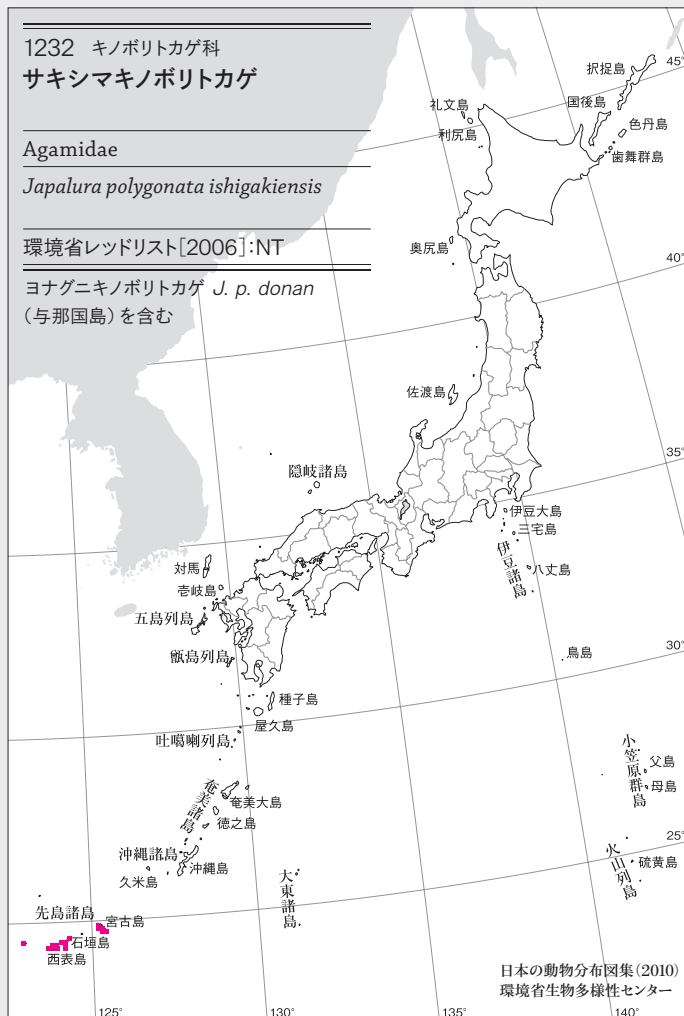 1232 キノボリトカゲ科
サキシマキノボリトカゲ
Agamidae
Japalura polygonata ishigakiensis
環境省レッドリスト[2006]:NT
ヨナグニキノボリトカゲ J. p. donan
(与那国島)を含む
45°
択捉島
国後島
礼文島
色丹島
利尻島
歯舞群島
奥尻島
40°
佐渡島
35°
隠岐諸島
伊豆大島
三宅島
伊豆諸島
八丈島
対馬
壱岐島
五島列島
甑島列島
鳥島
30°
種子島
屋久島
吐噶喇列島
小笠原群島
父島
母島
奄美諸島
奄美大島
徳之島
25°
沖縄諸島
沖縄島
久米島
大東諸島
火山列島
硫黄島
先島諸島
宮古島
石垣島
西表島
日本の動物分布図集(2010)
環境省生物多様性センター
125°
130°
135°
140°